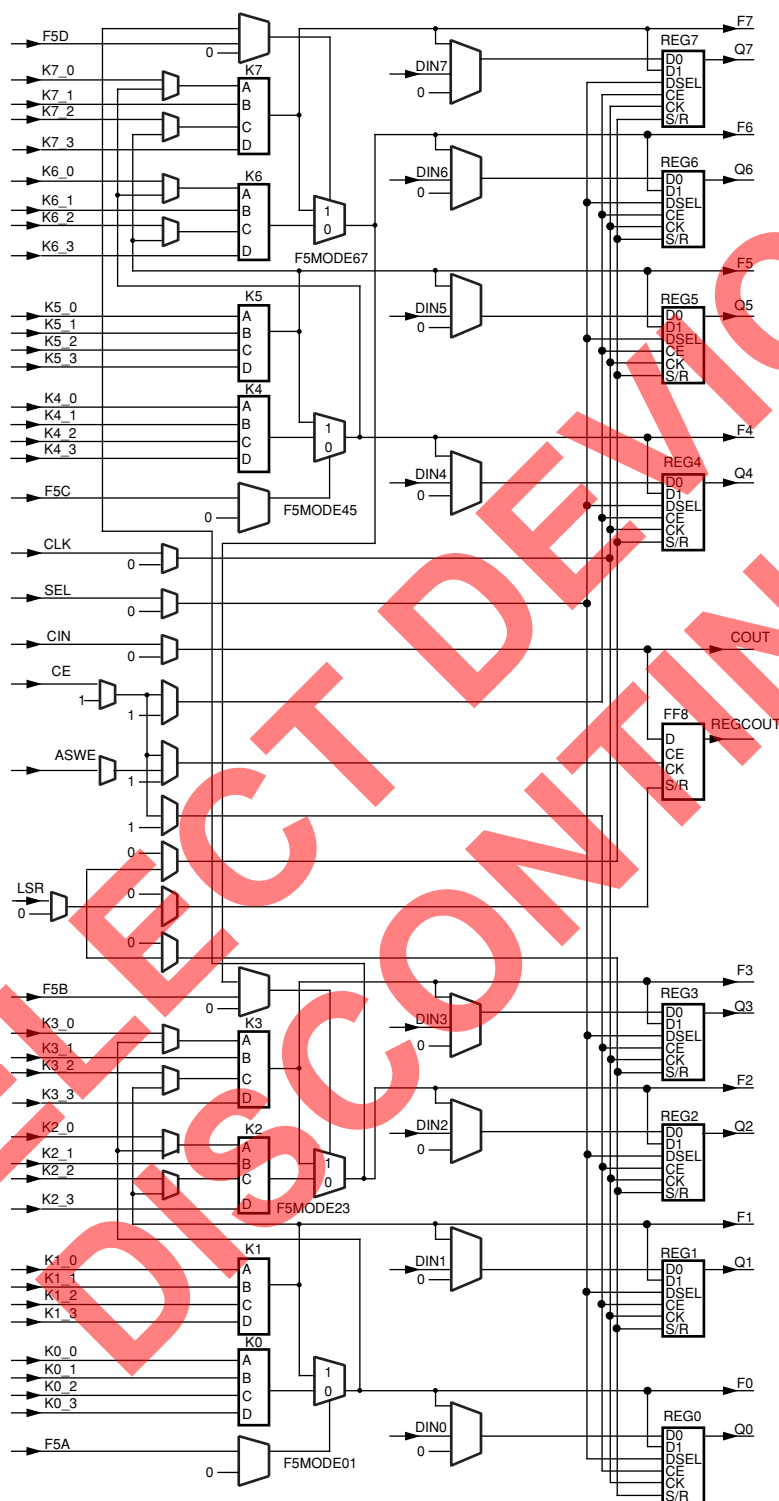 F7
F5D
REG7
0
DIN7
D0
Q7
K7_0
K7
D1
K7_1
A
DSEL
K7_2
B
0
CE
C
CK
K7_3
D
S/R
F6
K6_0
K6
REG6
A
DIN6
D0
Q6
K6_1
B
1
0
D1
K6_2
C
0
DSEL
CE
K6_3
D
F5MODE67
CK
S/R
F5
K5
REG5
K5_0
A
DIN5
D0
Q5
K5_1
B
0
D1
K5_2
C
DSEL
K5_3
D
CE
CK
S/R
K4
K4_0
A
F4
K4_1
B
1
REG4
K4_2
C
0
DIN4
D0
Q4
K4_3
D
0
D1
F5C
DSEL
0
F5MODE45
CE
CK
S/R
CLK
0
SEL
0
CIN
COUT
0
CE
1
1
FF8
REGCOUT
D
ASWE
CE
1
CK
S/R
1
0
LSR
0
0
0
F3
F5B
REG3
0
DIN3
D0
Q3
K3_0
K3
D1
K3_1
A
DSEL
K3_2
B
0
CE
C
CK
K3_3
D
S/R
F2
K2_0
K2
REG2
A
DIN2
D0
Q2
K2_1
B
1
0
D1
K2_2
C
0
DSEL
CE
K2_3
D
F5MODE23
CK
S/R
F1
K1
REG1
K1_0
A
DIN1
D0
Q1
K1_1
B
0
D1
K1_2
C
DSEL
K1_3
D
CE
CK
S/R
K0
K0_0
A
F0
K0_1
B
1
REG0
K0_2
C
0
DIN0
D0
Q0
K0_3
D
0
D1
F5A
DSEL
0
F5MODE01
CE
CK
S/R
LECT DEVIC
DISCONTIN